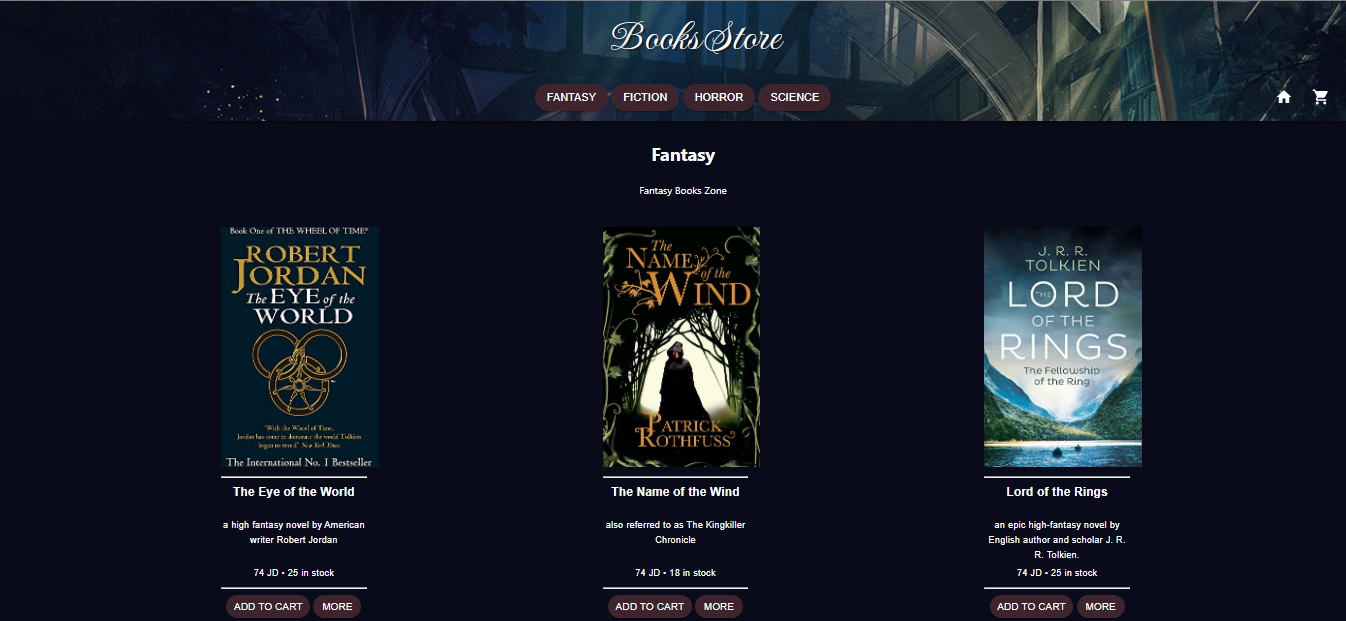 BooksStore
FANTASY FICTION HORROR SCIENCE
Fantasy
Fantasy Books Zone
Book One of THE WHEEL OF TIME®
ROBERT
JORDAN
The EYE of the
WORLD
"With the Wheel of Time,
Jordan has come to dominate the world Tolkien
began to reveal" New York Times
The International No. 1 Bestseller
The Eye of the World
a high fantasy novel by American
writer Robert Jordan
74 JD • 25 in stock
ADD TO CART MORE
The
NAME
of the
WIND
PATRICK
ROTHFUSS
The Name of the Wind
also referred to as The Kingkiller
Chronicle
74 JD • 18 in stock
ADD TO CART MORE
J. R. R.
TOLKIEN
THE LORD
OF THE
RINGS
The Fellowship
of the Ring
Lord of the Rings
an epic high-fantasy novel by
English author and scholar J. R.
R. Tolkien.
74 JD • 25 in stock
ADD TO CART MORE